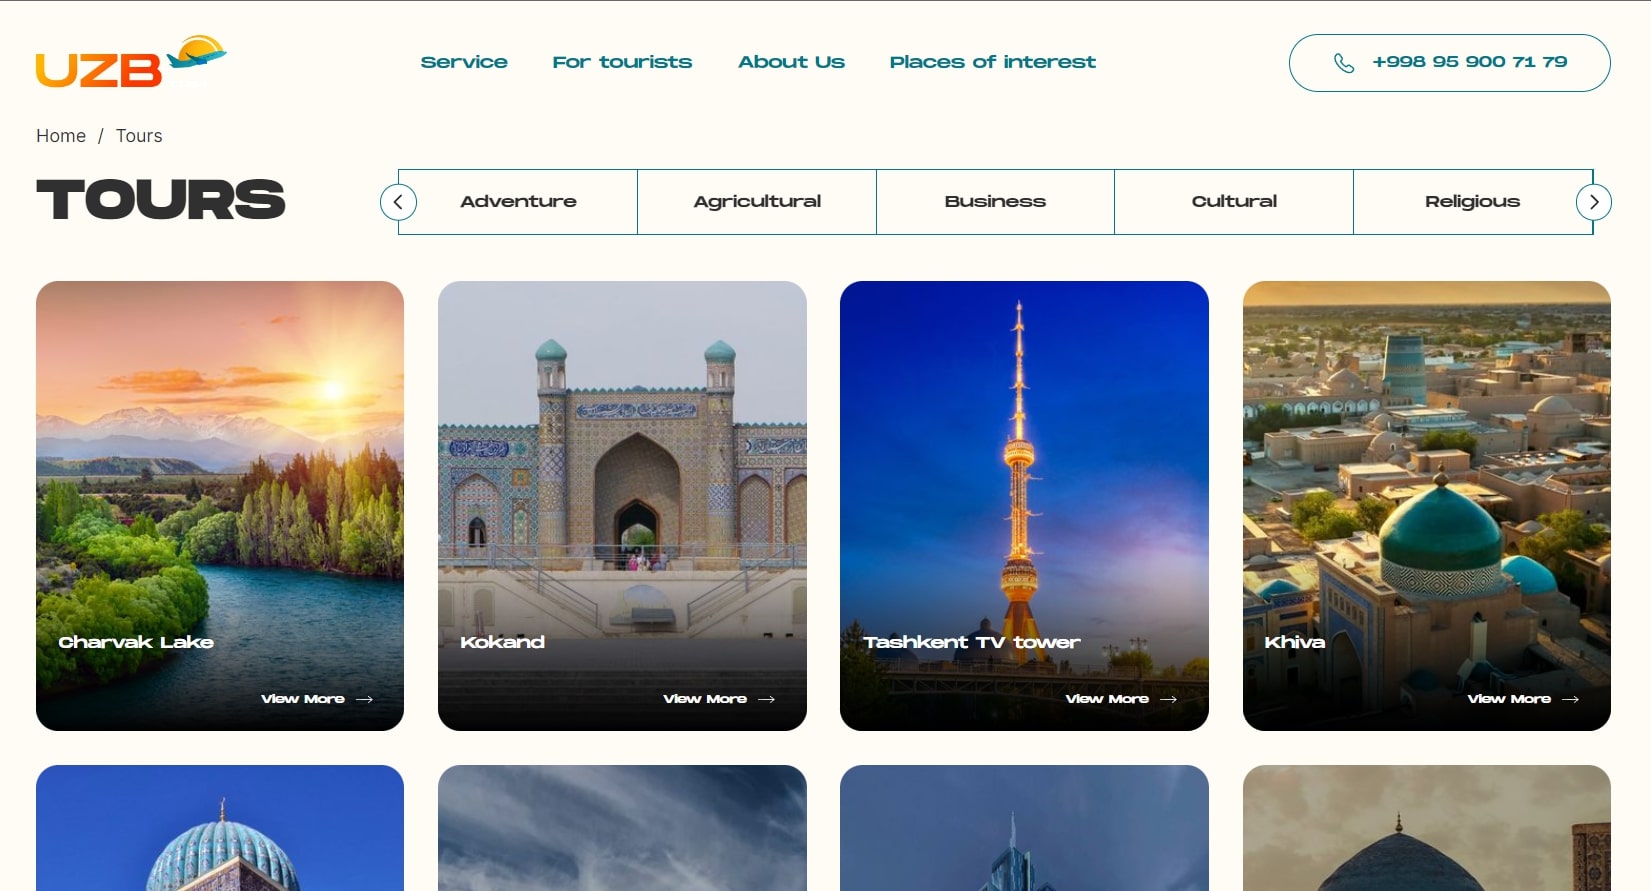 UZB
Service
For tourists
About Us
Places of interest
+998 95 900 71 79
Home / Tours
TOURS
Adventure
Agricultural
Business
Cultural
Religious
Charvak Lake
View More
Kokand
View More
Tashkent TV tower
View More
Khiva
View More